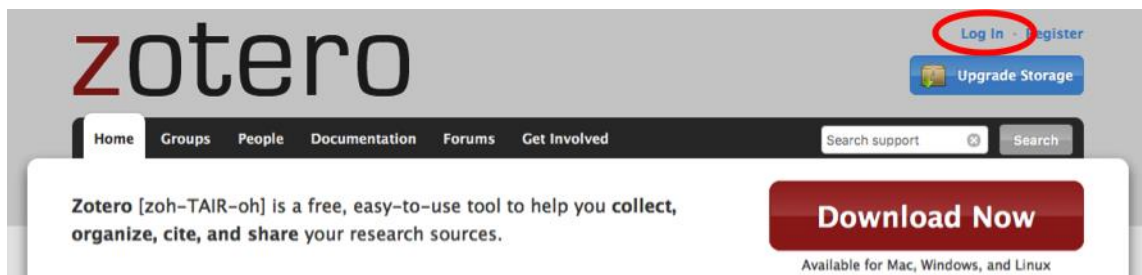 zotero
Log In · Register
Upgrade Storage
Home Groups People Documentation Forums Get Involved
Search support Search
Zotero [zoh-TAIR-oh] is a free, easy-to-use tool to help you collect,
organize, cite, and share your research sources.
Download Now
Available for Mac, Windows, and Linux